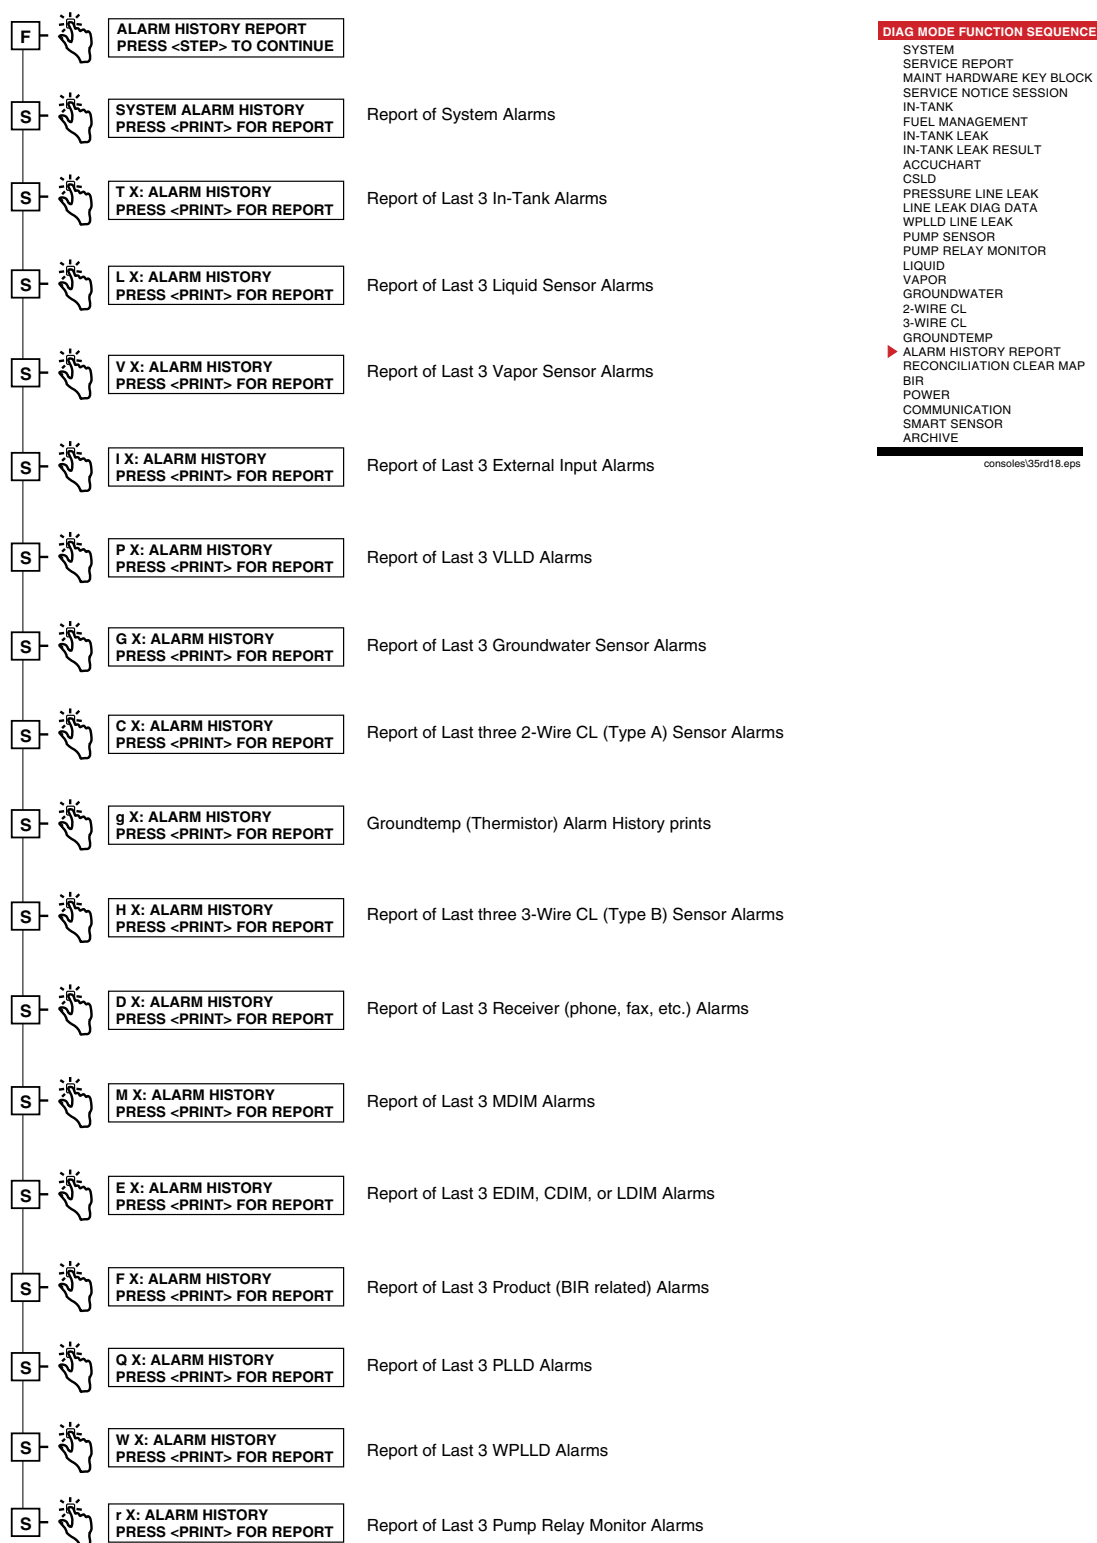 F
ALARM HISTORY REPORT
PRESS <STEP> TO CONTINUE
S
SYSTEM ALARM HISTORY
PRESS <PRINT> FOR REPORT
Report of System Alarms
S
T X: ALARM HISTORY
PRESS <PRINT> FOR REPORT
Report of Last 3 In-Tank Alarms
S
L X: ALARM HISTORY
PRESS <PRINT> FOR REPORT
Report of Last 3 Liquid Sensor Alarms
S
V X: ALARM HISTORY
PRESS <PRINT> FOR REPORT
Report of Last 3 Vapor Sensor Alarms
S
I X: ALARM HISTORY
PRESS <PRINT> FOR REPORT
Report of Last 3 External Input Alarms
S
P X: ALARM HISTORY
PRESS <PRINT> FOR REPORT
Report of Last 3 VLLD Alarms
S
G X: ALARM HISTORY
PRESS <PRINT> FOR REPORT
Report of Last 3 Groundwater Sensor Alarms
S
C X: ALARM HISTORY
PRESS <PRINT> FOR REPORT
Report of Last three 2-Wire CL (Type A) Sensor Alarms
S
g X: ALARM HISTORY
PRESS <PRINT> FOR REPORT
Groundtemp (Thermistor) Alarm History prints
S
H X: ALARM HISTORY
PRESS <PRINT> FOR REPORT
Report of Last three 3-Wire CL (Type B) Sensor Alarms
S
D X: ALARM HISTORY
PRESS <PRINT> FOR REPORT
Report of Last 3 Receiver (phone, fax, etc.) Alarms
S
M X: ALARM HISTORY
PRESS <PRINT> FOR REPORT
Report of Last 3 MDIM Alarms
S
E X: ALARM HISTORY
PRESS <PRINT> FOR REPORT
Report of Last 3 EDIM, CDIM, or LDIM Alarms
S
F X: ALARM HISTORY
PRESS <PRINT> FOR REPORT
Report of Last 3 Product (BIR related) Alarms
S
Q X: ALARM HISTORY
PRESS <PRINT> FOR REPORT
Report of Last 3 PLLD Alarms
S
W X: ALARM HISTORY
PRESS <PRINT> FOR REPORT
Report of Last 3 WPLLD Alarms
S
r X: ALARM HISTORY
PRESS <PRINT> FOR REPORT
Report of Last 3 Pump Relay Monitor Alarms
DIAG MODE FUNCTION SEQUENCE
SYSTEM
SERVICE REPORT
MAINT HARDWARE KEY BLOCK
SERVICE NOTICE SESSION
IN-TANK
FUEL MANAGEMENT
IN-TANK LEAK
IN-TANK LEAK RESULT
ACCUCHART
CSLD
PRESSURE LINE LEAK
LINE LEAK DIAG DATA
WPLLD LINE LEAK
PUMP SENSOR
PUMP RELAY MONITOR
LIQUID
VAPOR
GROUNDWATER
2-WIRE CL
3-WIRE CL
GROUNDTEMP
ALARM HISTORY REPORT
RECONCILIATION CLEAR MAP
BIR
POWER
COMMUNICATION
SMART SENSOR
ARCHIVE
consoles\35rd18.eps